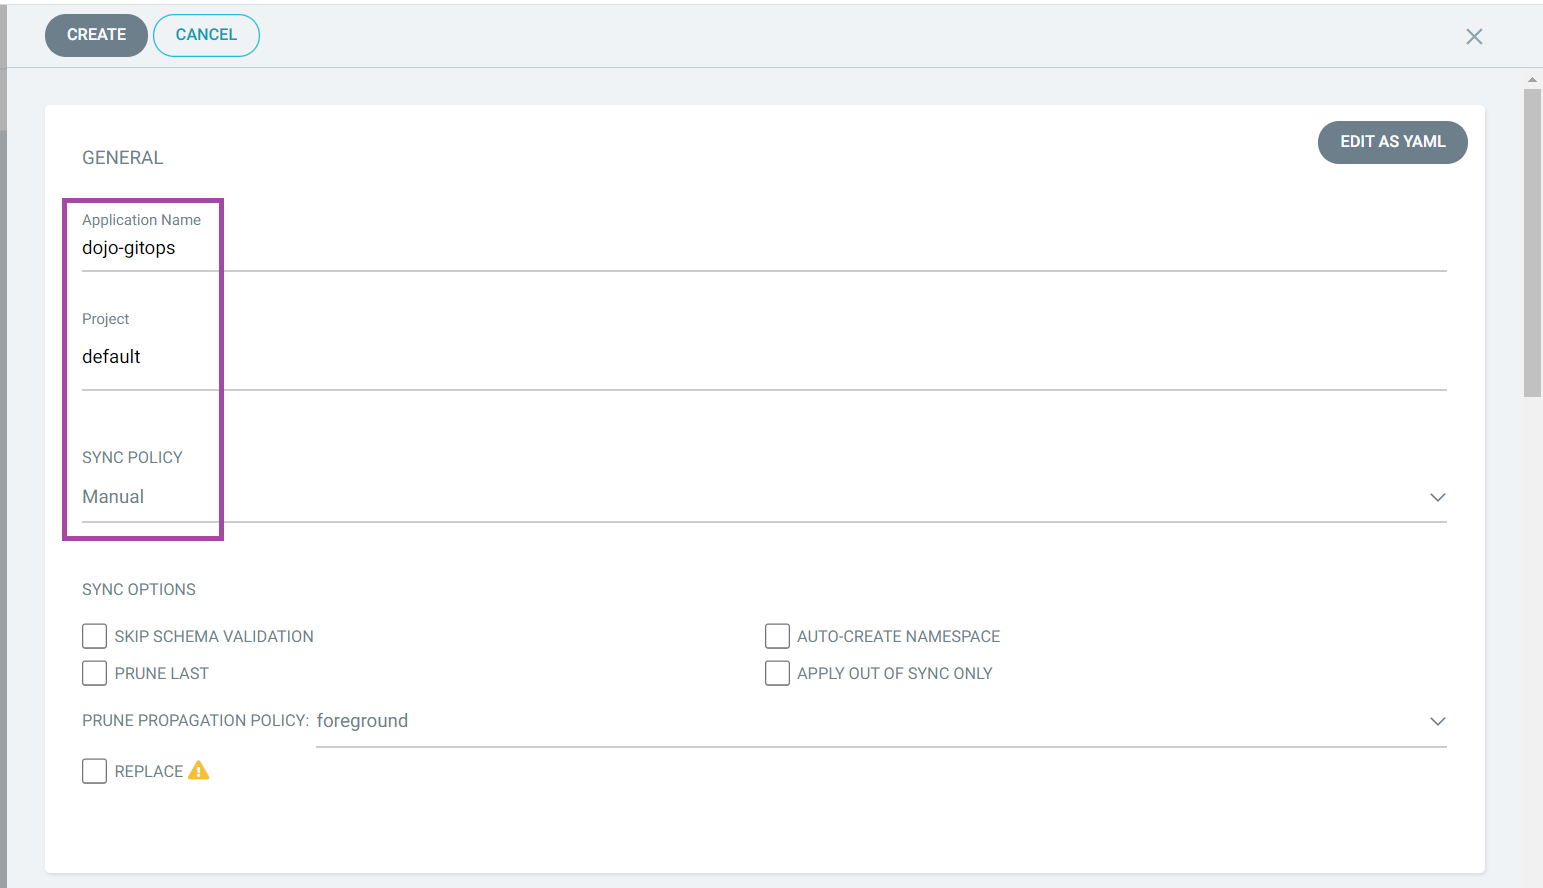 CREATE CANCEL
EDIT AS YAML
GENERAL
Application Name
dojo-gitops
Project
default
SYNC POLICY
Manual
SYNC OPTIONS
SKIP SCHEMA VALIDATION AUTO-CREATE NAMESPACE
PRUNE LAST APPLY OUT OF SYNC ONLY
PRUNE PROPAGATION POLICY: foreground
REPLACE